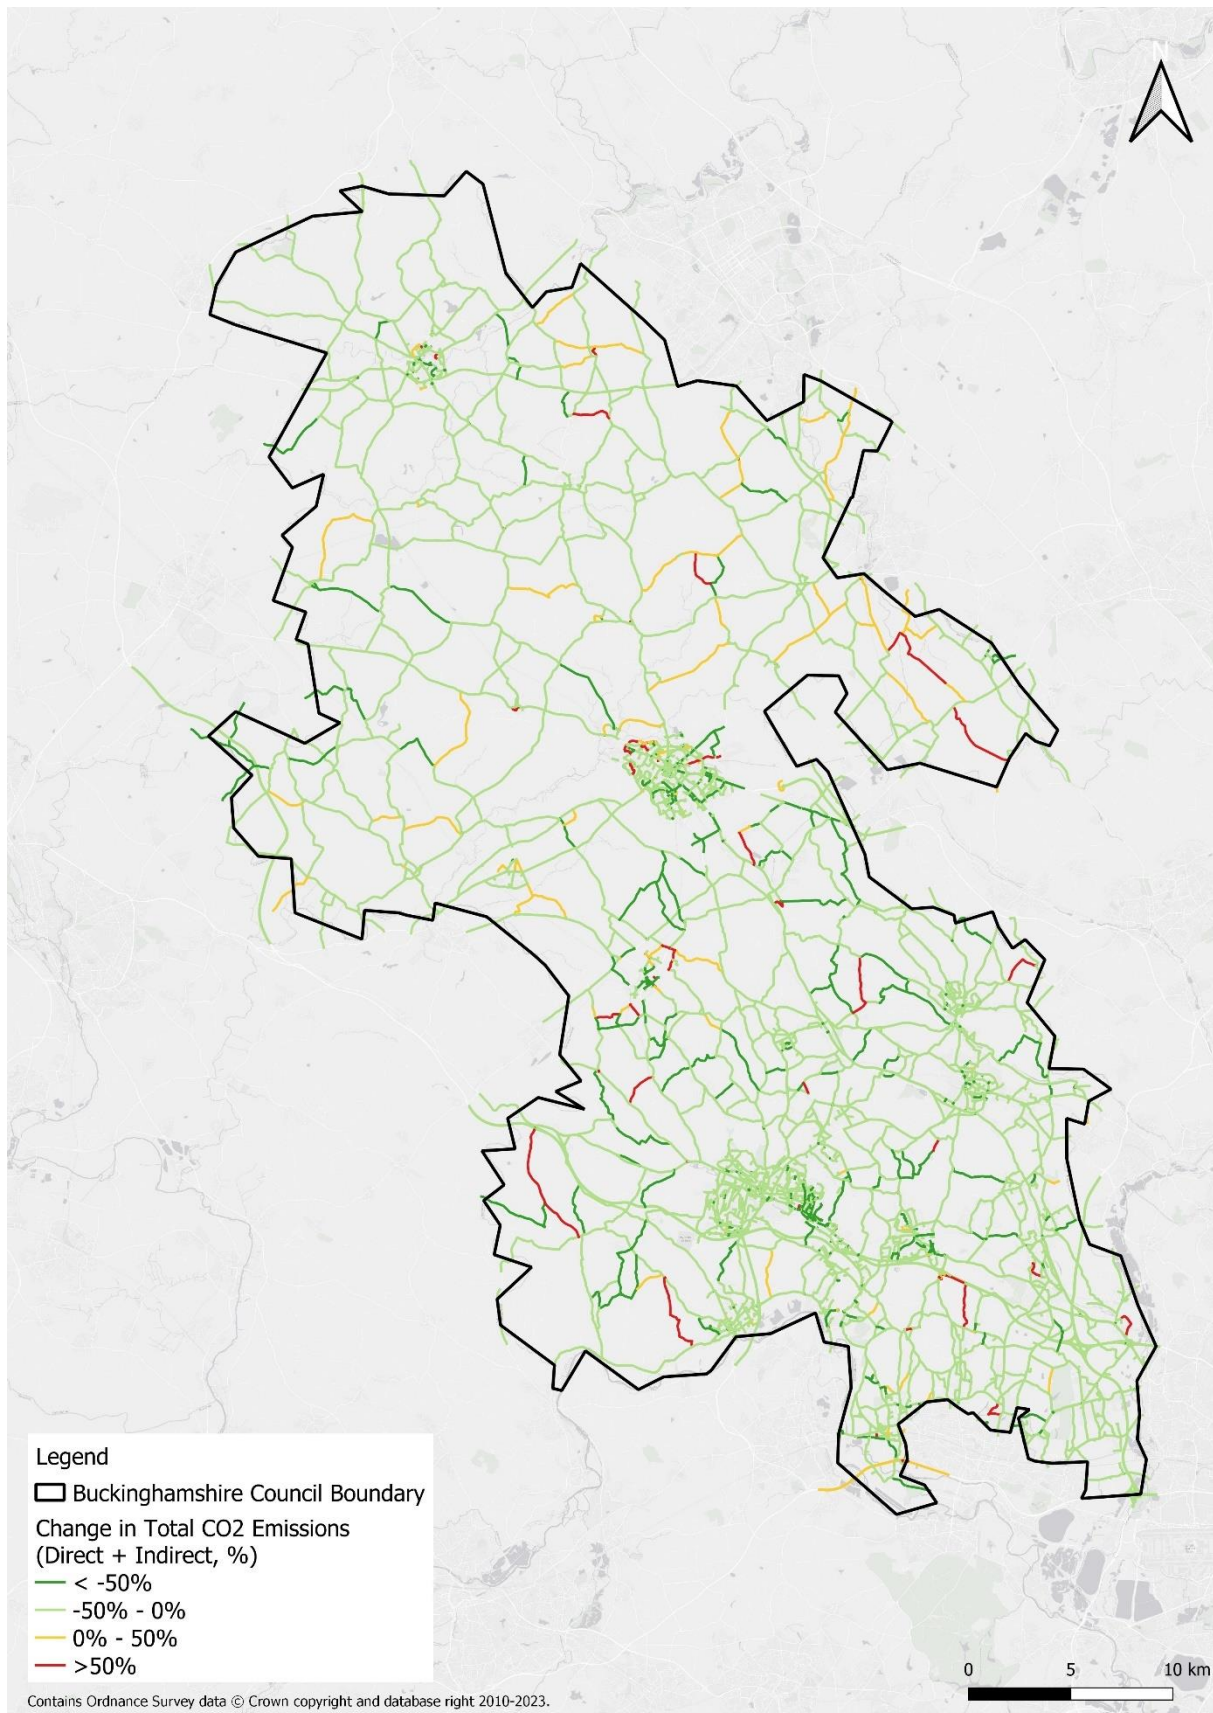 N
Legend
Buckinghamshire Council Boundary
Change in Total CO2 Emissions
(Direct + Indirect, %)
< -50%
-50% - 0%
0% - 50%
>50%
0 5 10 km
Contains Ordnance Survey data © Crown copyright and database right 2010-2023.